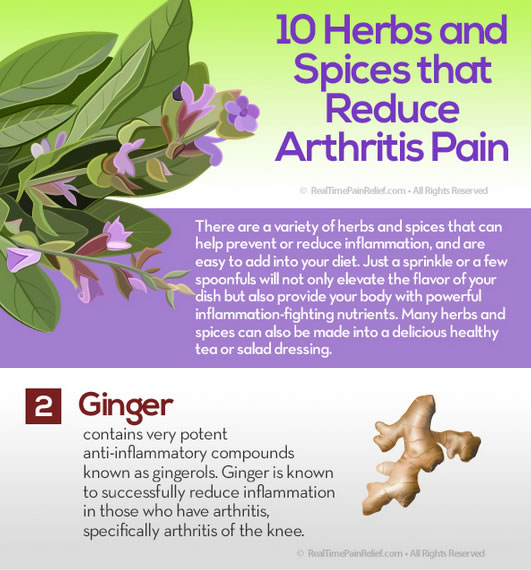 10 Herbs and
Spices that
Reduce
Arthritis Pain
© RealTimePainRelief.com • All Rights Reserved
There are a variety of herbs and spices that can
help prevent or reduce inflammation, and are
easy to add into your diet. Just a sprinkle or a few
spoonfuls will not only elevate the flavor of your
dish but also provide your body with powerful
inflammation-fighting nutrients. Many herbs and
spices can also be made into a delicious healthy
tea or salad dressing.
2 Ginger
contains very potent
anti-inflammatory compounds
known as gingerols. Ginger is known
to successfully reduce inflammation
in those who have arthritis,
specifically arthritis of the knee.
© RealTimePainRelief.com • All Rights Reserved